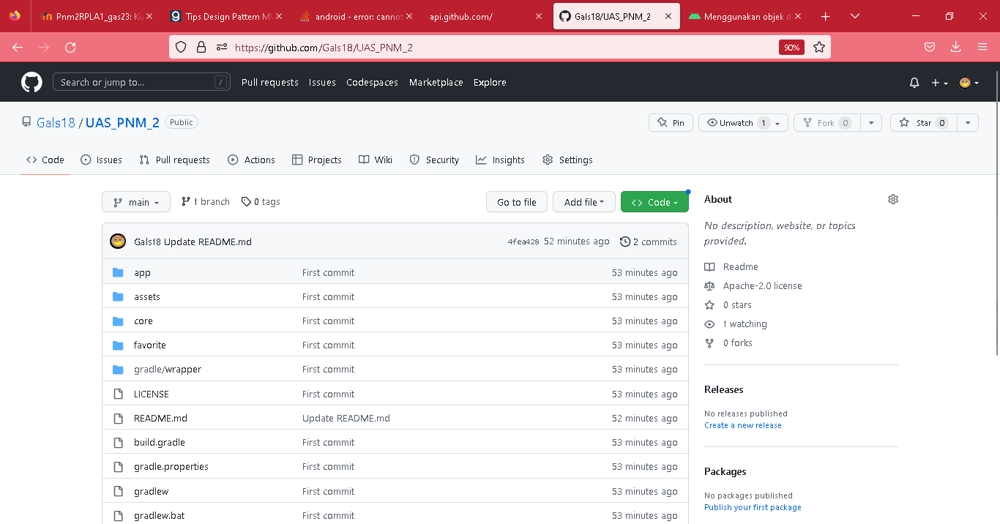 Pnm2RPLA1_gas23: Ku
Tips Design Pattern MV
android - error: cannot
api.github.com/
Gals18/UAS_PNM_2
Menggunakan objek d
https://github.com/Gals18/UAS_PNM_2
90%
Search or jump to...
/
Pull requests
Issues
Codespaces
Marketplace
Explore
Gals18 / UAS_PNM_2 Public
Pin
Unwatch 1
Fork 0
Star 0
Code
Issues
Pull requests
Actions
Projects
Wiki
Security
Insights
Settings
main
1 branch
0 tags
Go to file
Add file
Code
Gals18 Update README.md 4fea428 52 minutes ago 2 commits
app First commit 53 minutes ago
assets First commit 53 minutes ago
core First commit 53 minutes ago
favorite First commit 53 minutes ago
gradle/wrapper First commit 53 minutes ago
LICENSE First commit 53 minutes ago
README.md Update README.md 52 minutes ago
build.gradle First commit 53 minutes ago
gradle.properties First commit 53 minutes ago
gradlew First commit 53 minutes ago
gradlew.bat First commit 53 minutes ago
About
No description, website, or topics
provided.
Readme
Apache-2.0 license
0 stars
1 watching
0 forks
Releases
No releases published
Create a new release
Packages
No packages published
Publish your first package